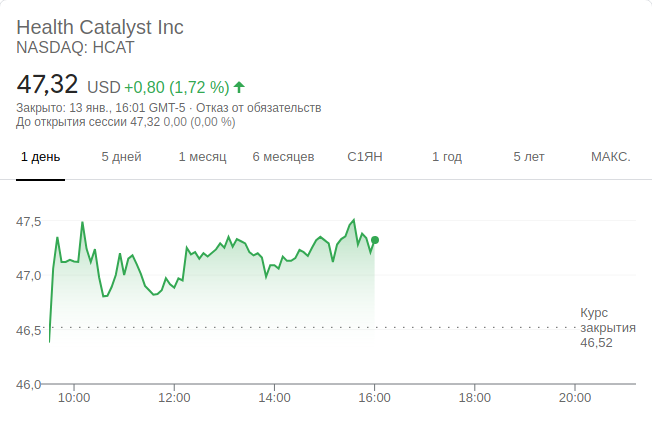 Health Catalyst Inc
NASDAQ: HCAT
47,32 USD +0,80 (1,72 %)
Закрыто: 13 янв., 16:01 GMT-5 · Отказ от обязательств
До открытия сессии 47,32 0,00 (0,00 %)
1 день 5 дней 1 месяц 6 месяцев С1ЯН 1 год 5 лет МАКС.
47,5
47,0
46,5
46,0
Курс
закрытия
46,52
10:00 12:00 14:00 16:00 18:00 20:00